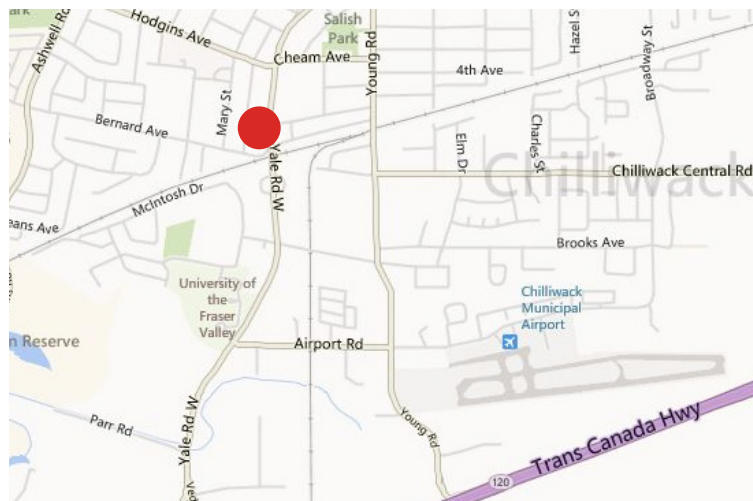 Park
Ashwell Rd
Hodgins Ave
Salish
Park
Cheam Ave
Young Rd
4th Ave
Hazel S
Broadway St
Mary St
Bernard Ave
Yale Rd W
McIntosh Dr
Elm Dr
Charles St
Chilliwack
Chilliwack Central Rd
eans Ave
Brooks Ave
University of
the
Fraser
Valley
Chilliwack
Municipal
Airport
Airport Rd
n Reserve
Parr Rd
Yale Rd W
Young Rd
Trans Canada Hwy
120
Ved